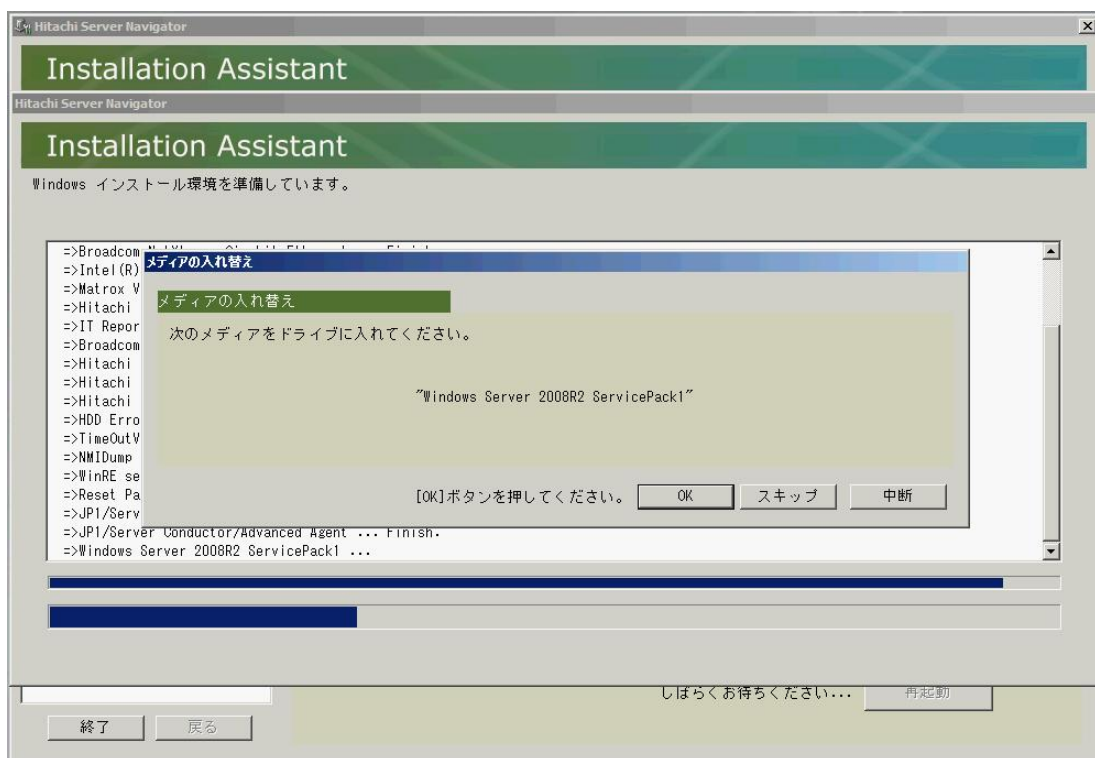 Hitachi Server Navigator
Installation Assistant
Hitachi Server Navigator
Installation Assistant
Windows インストール環境を準備しています。
=>Broadcom
=>Intel(R)
=>Matrox V
=>Hitachi
=>IT Repor
=>Broadcom
=>Hitachi
=>Hitachi
=>Hitachi
=>HDD Erro
=>TimeOutV
=>NMIDump
=>WinRE se
=>Reset Pa
=>JP1/Serv
=>JP1/Server Conductor/Advanced Agent ... Finish.
=>Windows Server 2008R2 ServicePack1 ...
メディアの入れ替え
メディアの入れ替え
次のメディアをドライブに入れてください。
"Windows Server 2008R2 ServicePack1"
[OK]ボタンを押してください。 OK スキップ 中断
しばらくお待ちください... 再起動
終了 戻る